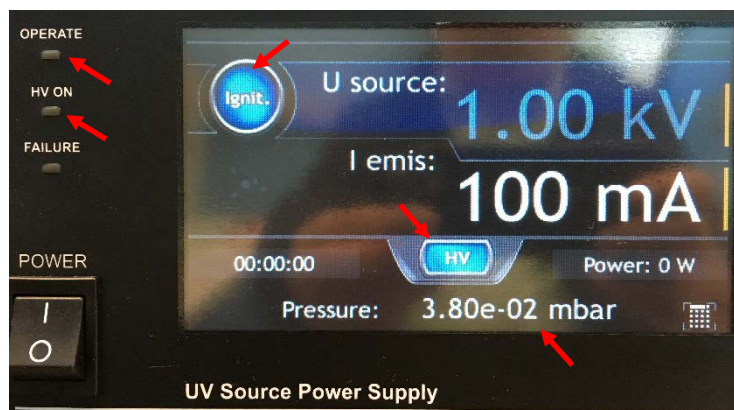 OPERATE
HV ON
FAILURE
POWER
I
O
Ignit.
U source:
1.00 kV
I emis:
100 mA
00:00:00
HV
Power: 0 W
Pressure: 3.80e-02 mbar
UV Source Power Supply